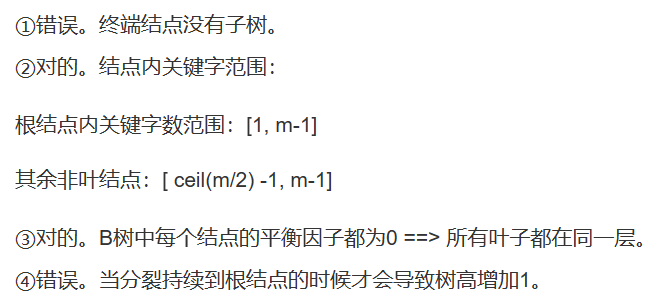 ①错误。终端结点没有子树。
②对的。结点内关键字范围：
根结点内关键字数范围：[1, m-1]
其余非叶结点：[ ceil(m/2) -1, m-1]
③对的。B树中每个结点的平衡因子都为0 ==> 所有叶子都在同一层。
④错误。当分裂持续到根结点的时候才会导致树高增加1。